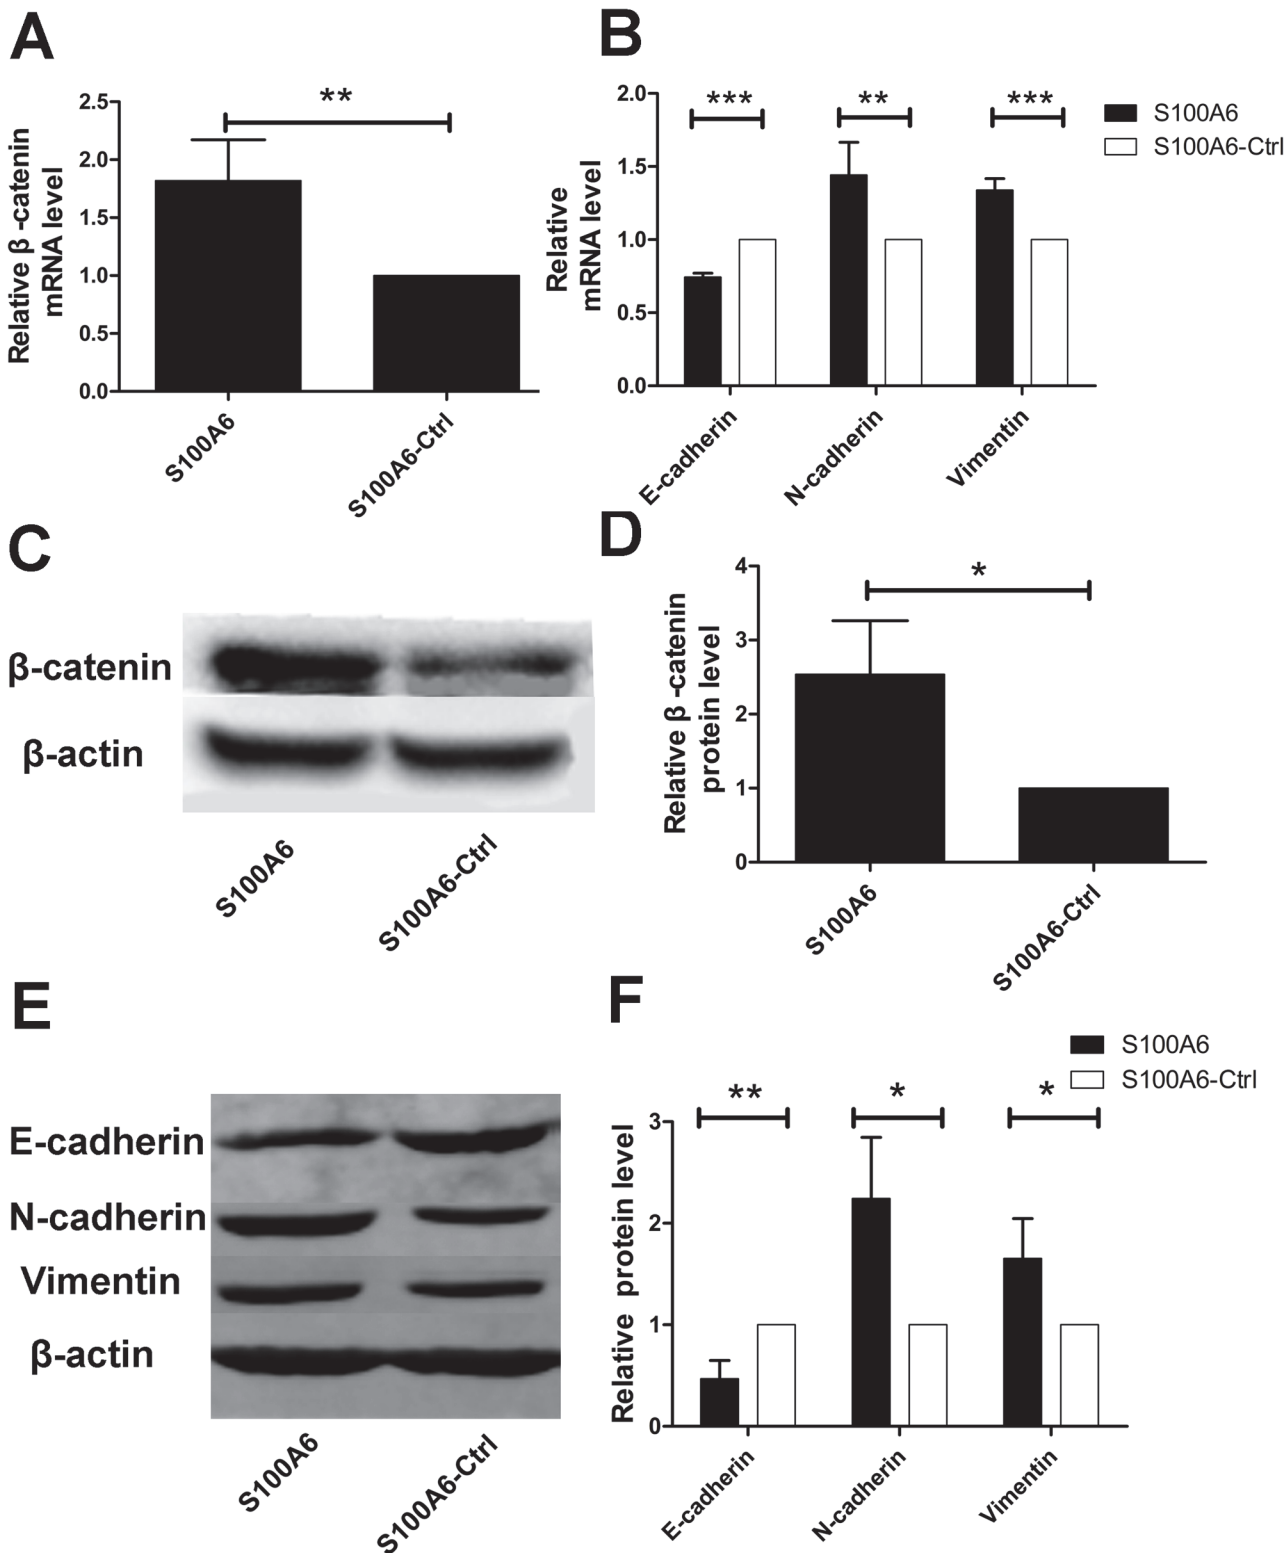 A
**
2.5
2.0
1.5
1.0
0.5
0.0
Relative β -catenin
mRNA level
S100A6
S100A6-Ctrl
B
*** ** ***
S100A6
S100A6-Ctrl
2.0
1.5
1.0
0.5
0.0
Relative
mRNA level
E-cadherin
N-cadherin
Vimentin
C
β-catenin
β-actin
S100A6
S100A6-Ctrl
D
*
4
3
2
1
0
Relative β -catenin
protein level
S100A6
S100A6-Ctrl
E
E-cadherin
N-cadherin
Vimentin
β-actin
S100A6
S100A6-Ctrl
F
S100A6
S100A6-Ctrl
** * *
3
2
1
0
Relative protein level
E-cadherin
N-cadherin
Vimentin